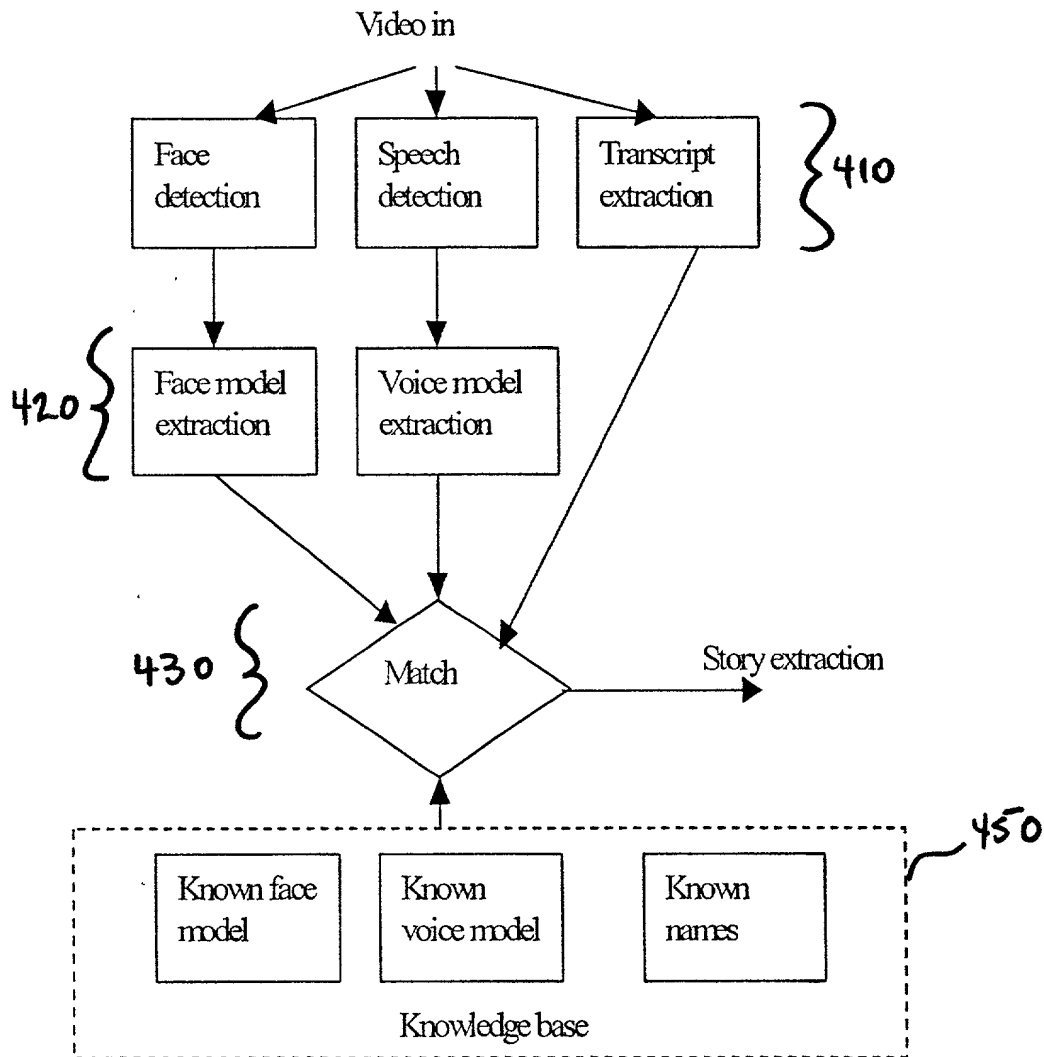 Video in
Face
detection
Speech
detection
Transcript
extraction
410
420
Face model
extraction
Voice model
extraction
430
Match
Story extraction
450
Known face
model
Known
voice model
Known
names
Knowledge base